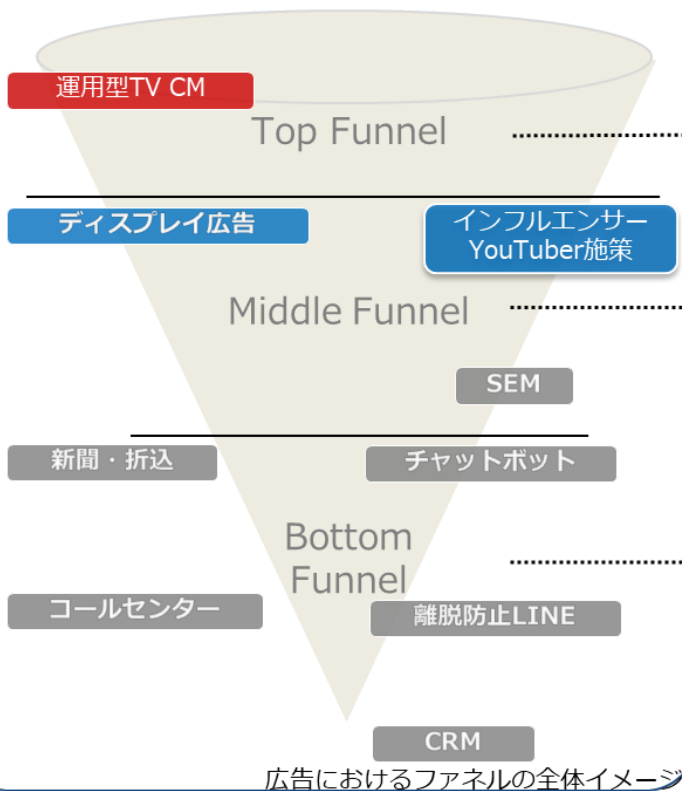 運用型TV CM
Top Funnel
ディスプレイ広告
インフルエンサー
YouTuber施策
Middle Funnel
SEM
新聞・折込
チャットボット
Bottom
Funnel
コールセンター
離脱防止LINE
CRM
広告におけるファネルの全体イメージ